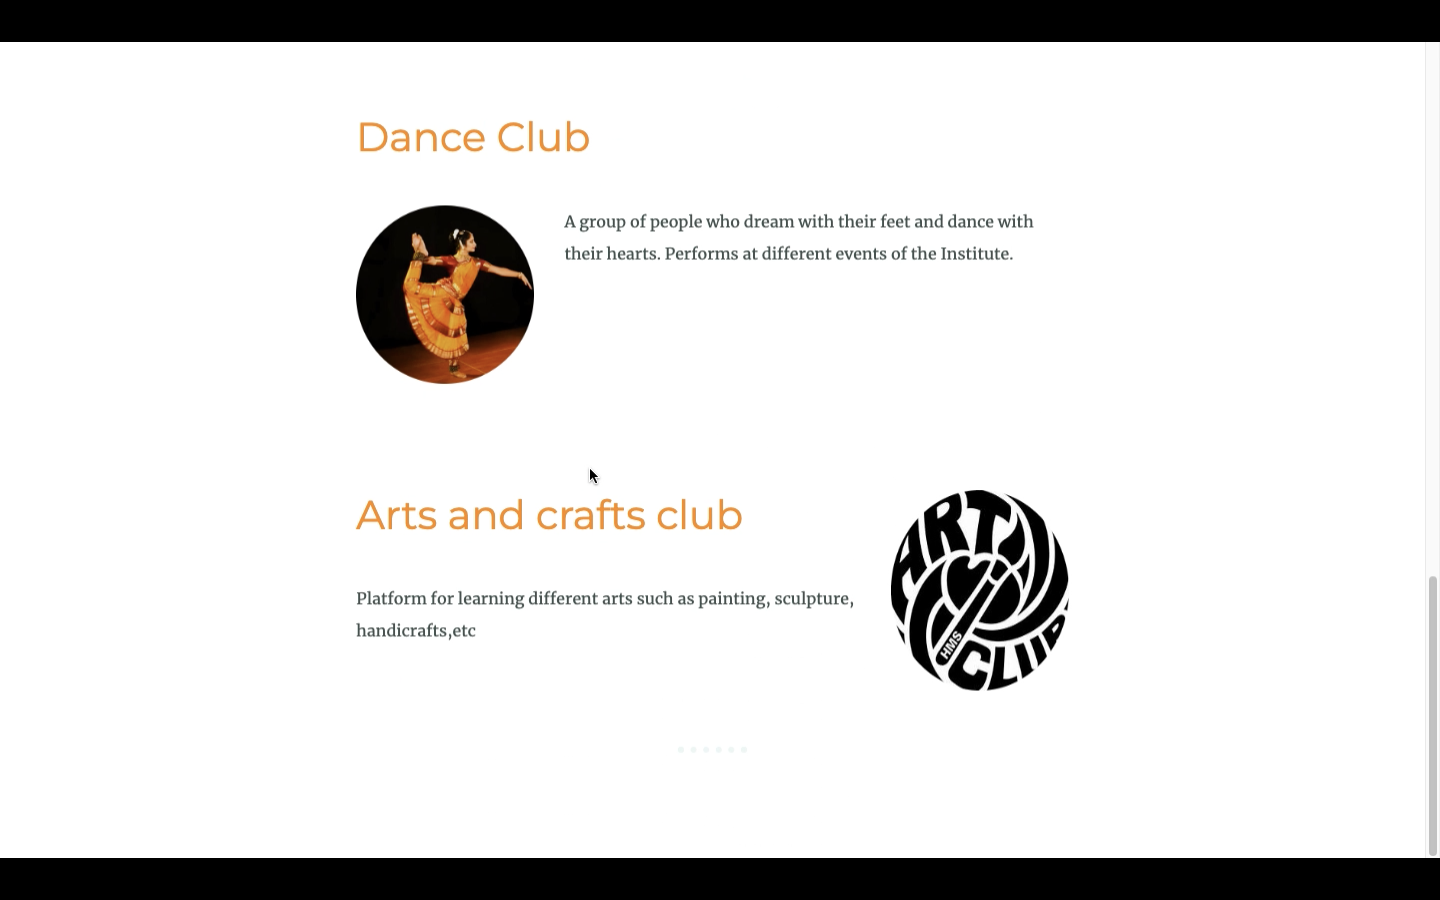 Dance Club
A group of people who dream with their feet and dance with
their hearts. Performs at different events of the Institute.
Arts and crafts club
Platform for learning different arts such as painting, sculpture,
handicrafts,etc
ART
HMS
CLUB